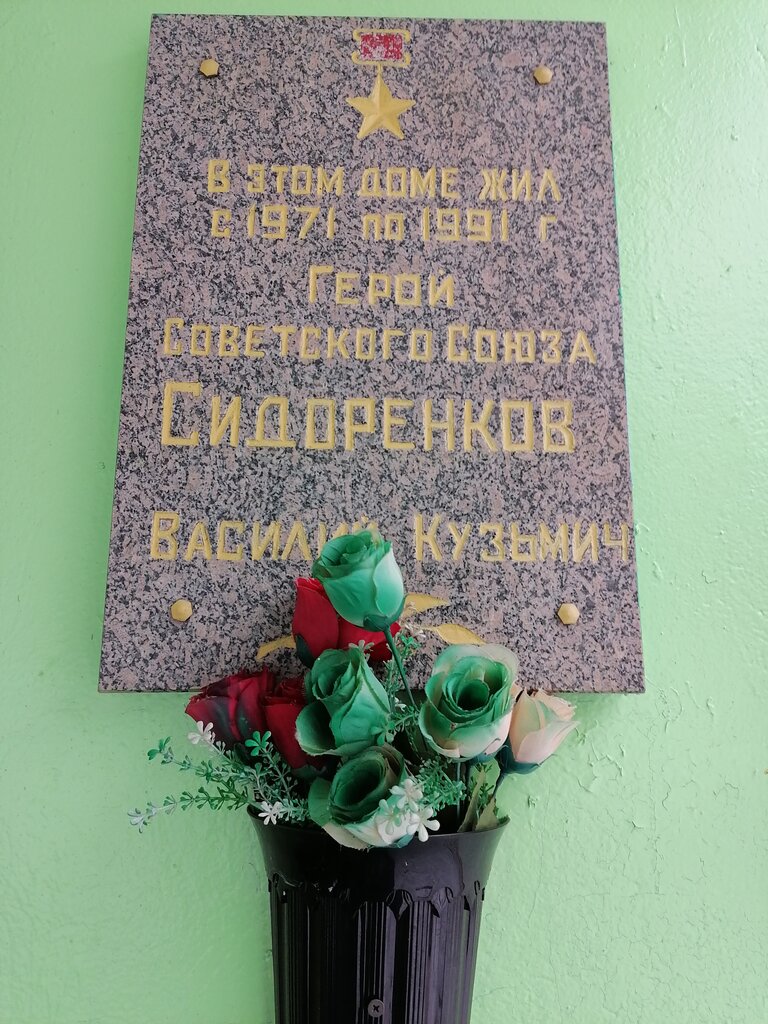 В ЭТОМ ДОМЕ ЖИЛ
С 1971 ПО 1991 Г
ГЕРОЙ
СОВЕТСКОГО СОЮЗА
СИДОРЕНКОВ
ВАСИЛИЙ КУЗЬМИЧ